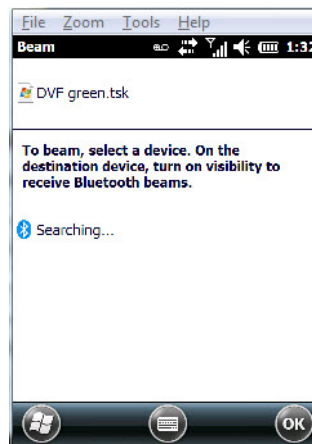 File Zoom Tools Help
Beam 1:32
DVF green.tsk
To beam, select a device. On the
destination device, turn on visibility to
receive Bluetooth beams.
Searching...
OK